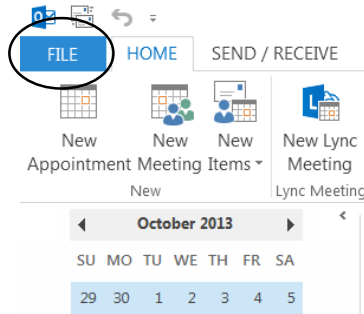 FILE HOME SEND / RECEIVE
New Appointment
New Meeting
New Items
New Lync Meeting
New
Lync Meeting
October 2013
SU MO TU WE TH FR SA
29 30 1 2 3 4 5